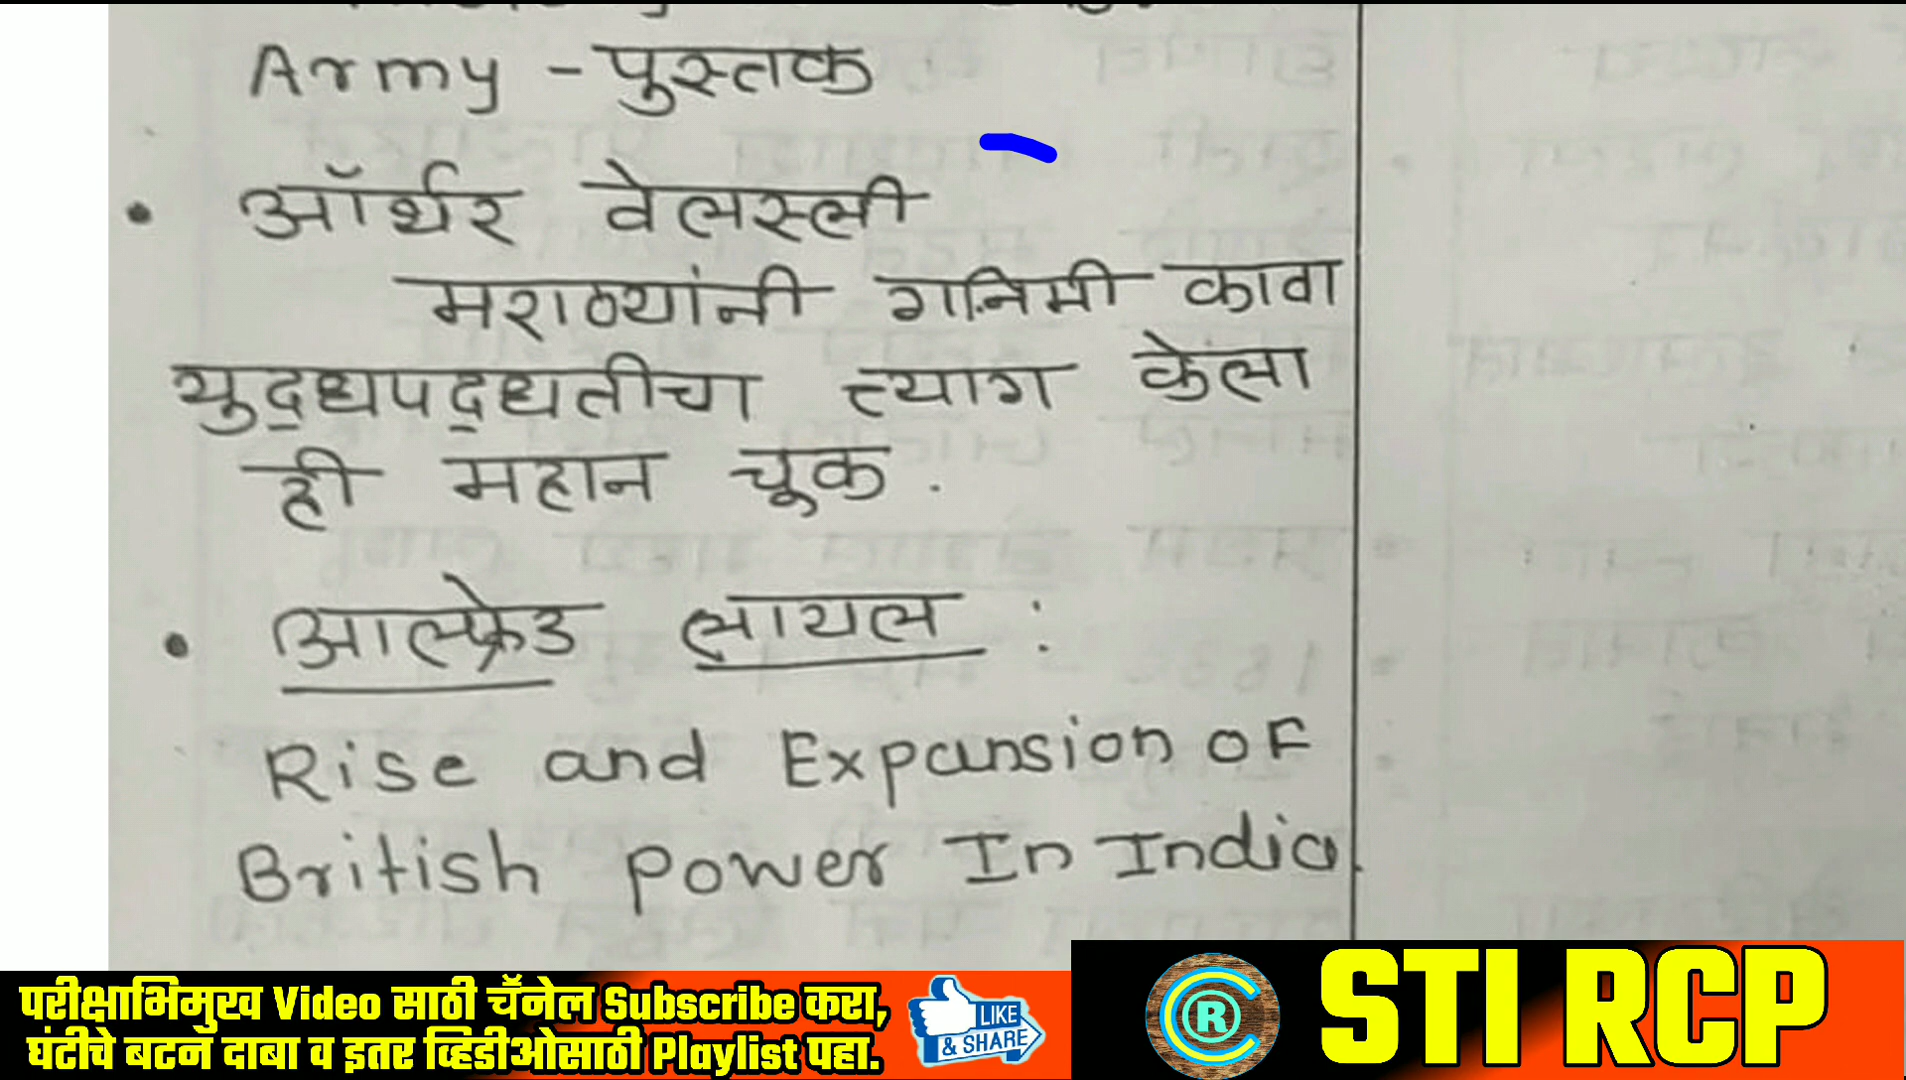 Army - पुस्तक
• ऑर्थर वेलस्ली
मराठ्यांनी गनिमी कावा
युद्धपद्धतीचा त्याग केला
ही महान चूक .
• आल्फ्रेड लायल :
Rise and Expansion of
British Power In India
परीक्षाभिमुख Video साठी चॅनेल Subscribe करा,
घंटीचे बटन दाबा व इतर व्हिडीओसाठी Playlist पहा.
LIKE
& SHARE
R
STI RCP